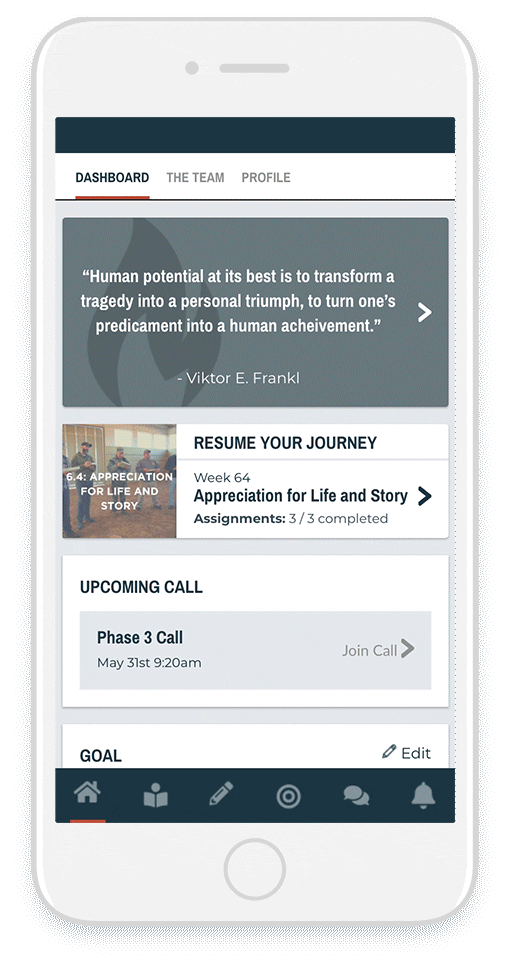 DASHBOARD THE TEAM PROFILE
“Human potential at its best is to transform a
tragedy into a personal triumph, to turn one’s
predicament into a human acheivement.”
- Viktor E. Frankl
6.4: APPRECIATION
FOR LIFE AND
STORY
RESUME YOUR JOURNEY
Week 64
Appreciation for Life and Story
Assignments: 3 / 3 completed
UPCOMING CALL
Phase 3 Call
May 31st 9:20am
Join Call
GOAL
Edit